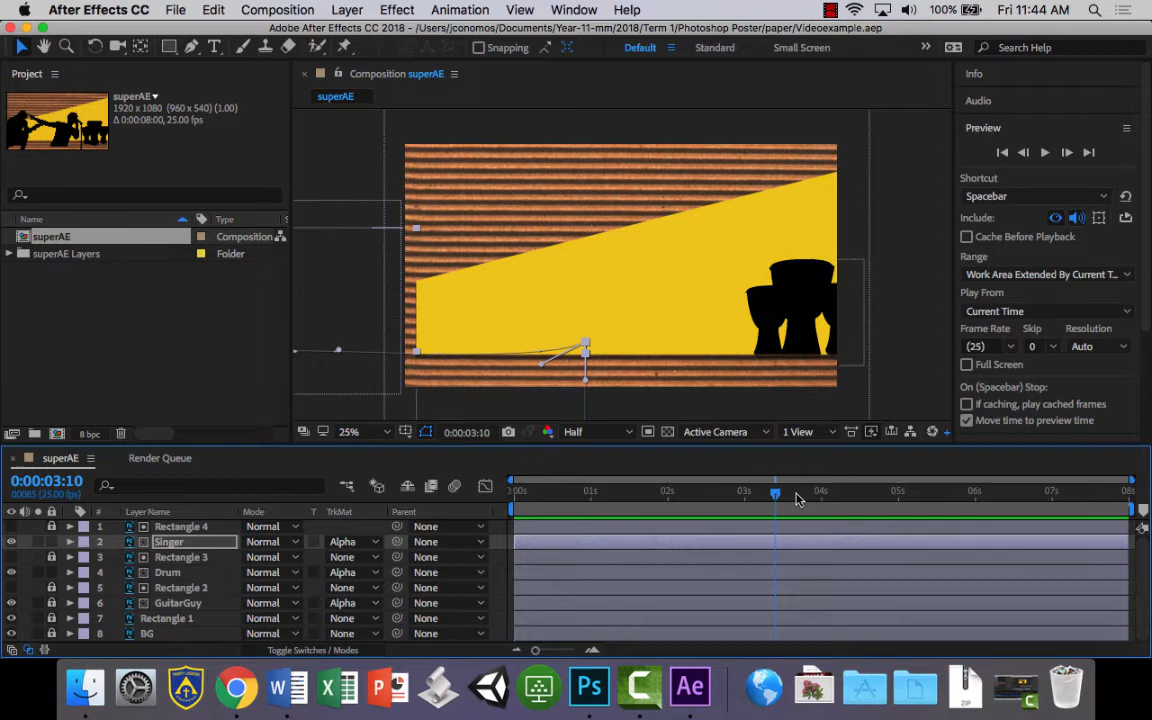 After Effects CC File Edit Composition Layer Effect Animation View Window Help 100% Fri 11:44 AM
Adobe After Effects CC 2018 - /Users/jconomos/Documents/Year-11-mm/2018/Term 1/Photoshop Poster/paper/Videoexample.aep
Snapping Default Standard Small Screen Search Help
Project Composition superAE Info
superAE
1920 x 1080 (960 x 540) (1.00)
Δ 0:00:08:00, 25.00 fps
superAE
Audio
Preview
Shortcut
Spacebar
Include:
Cache Before Playback
Range
Work Area Extended By Current T...
Play From
Current Time
Frame Rate Skip Resolution
(25) 0 Auto
Full Screen
On (Spacebar) Stop:
If caching, play cached frames
Move time to preview time
Name Type
superAE Composition
superAE Layers Folder
8 bpc 25% 0:00:03:10 Half Active Camera 1 View
superAE Render Queue
0:00:03:10
00085 (25.00 fps)
:00s 01s 02s 03s 04s 05s 06s 07s 08s
# Layer Name Mode T TrkMat Parent
1 Rectangle 4 Normal None
2 Singer Normal Alpha None
3 Rectangle 3 Normal None None
4 Drum Normal Alpha None
5 Rectangle 2 Normal None None
6 GuitarGuy Normal Alpha None
7 Rectangle 1 Normal None None
8 BG Normal None None
Toggle Switches / Modes
W X P Ps C Ae
ZIP